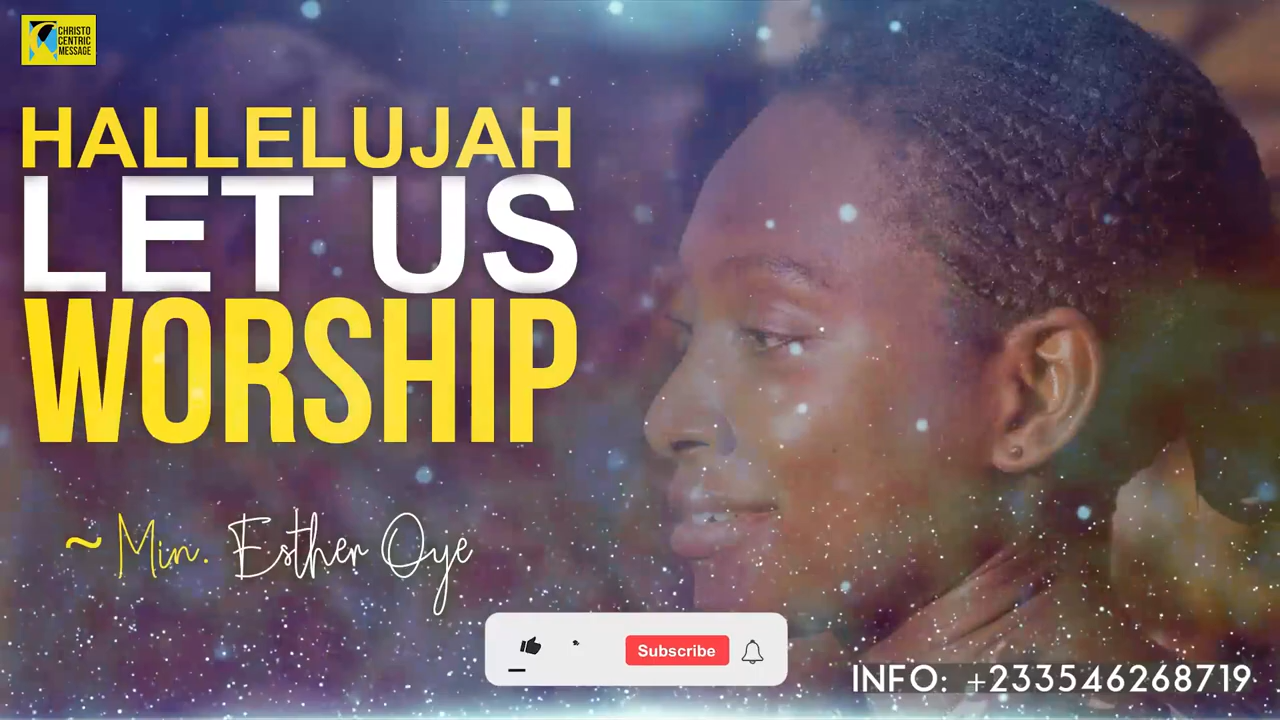 CHRISTO
CENTRIC
MESSAGE
HALLELUJAH
LET US
WORSHIP
~ Min. Esther Oye
Subscribe
INFO: +233546268719